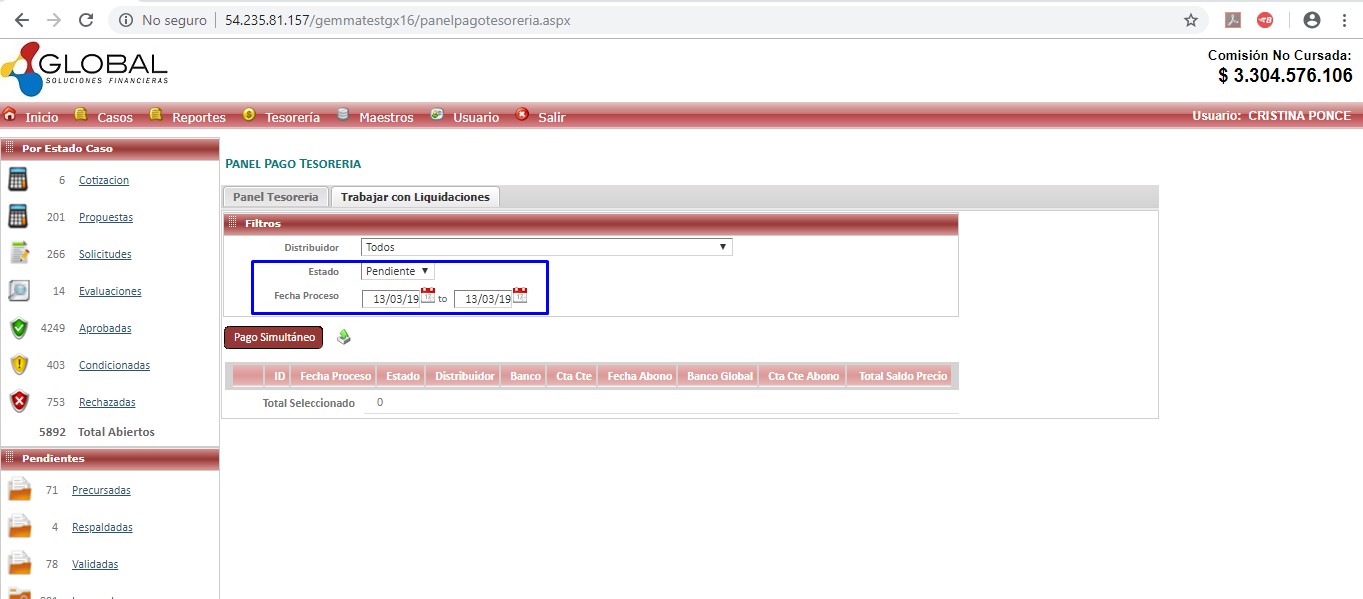 No seguro | 54.235.81.157/gemmatestgx16/panelpagotesoreria.aspx
GLOBAL
SOLUCIONES FINANCIERAS
Comisión No Cursada:
$ 3.304.576.106
Inicio Casos Reportes Tesorería Maestros Usuario Salir Usuario: CRISTINA PONCE
Por Estado Caso
6 Cotizacion
201 Propuestas
266 Solicitudes
14 Evaluaciones
4249 Aprobadas
403 Condicionadas
753 Rechazadas
5892 Total Abiertos
Pendientes
71 Precursadas
4 Respaldadas
78 Validadas
PANEL PAGO TESORERIA
Panel Tesoreria Trabajar con Liquidaciones
Filtros
Distribuidor Todos
Estado Pendiente
Fecha Proceso 13/03/19 to 13/03/19
Pago Simultáneo
ID Fecha Proceso Estado Distribuidor Banco Cta Cte Fecha Abono Banco Global Cta Cte Abono Total Saldo Precio
Total Seleccionado 0